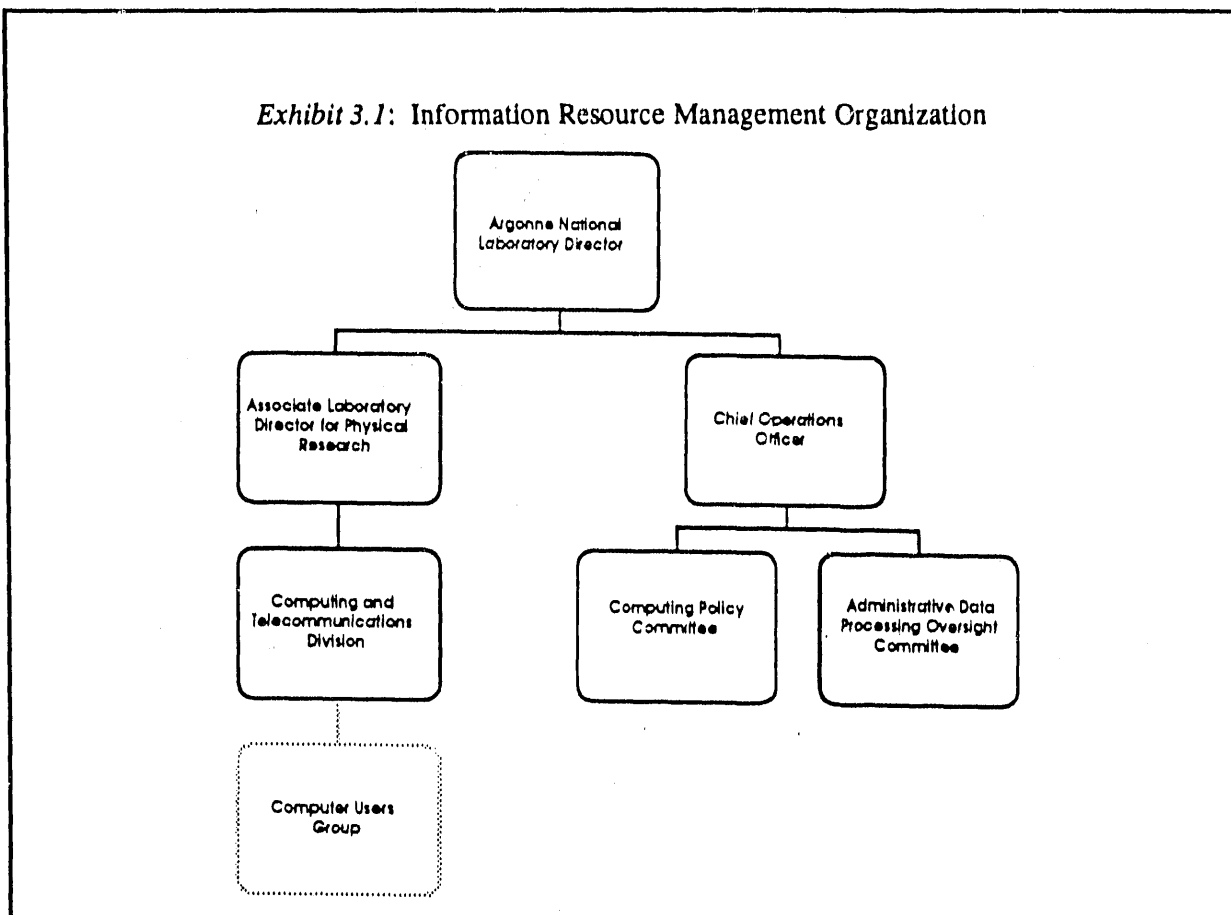 Exhibit 3.1: Information Resource Management Organization
Argonne National
Laboratory Director
Associate Laboratory
Director for Physical
Research
Chief Operations
Officer
Computing and
Telecommunications
Division
Computing Policy
Committee
Administrative Data
Processing Oversight
Committee
Computer Users
Group